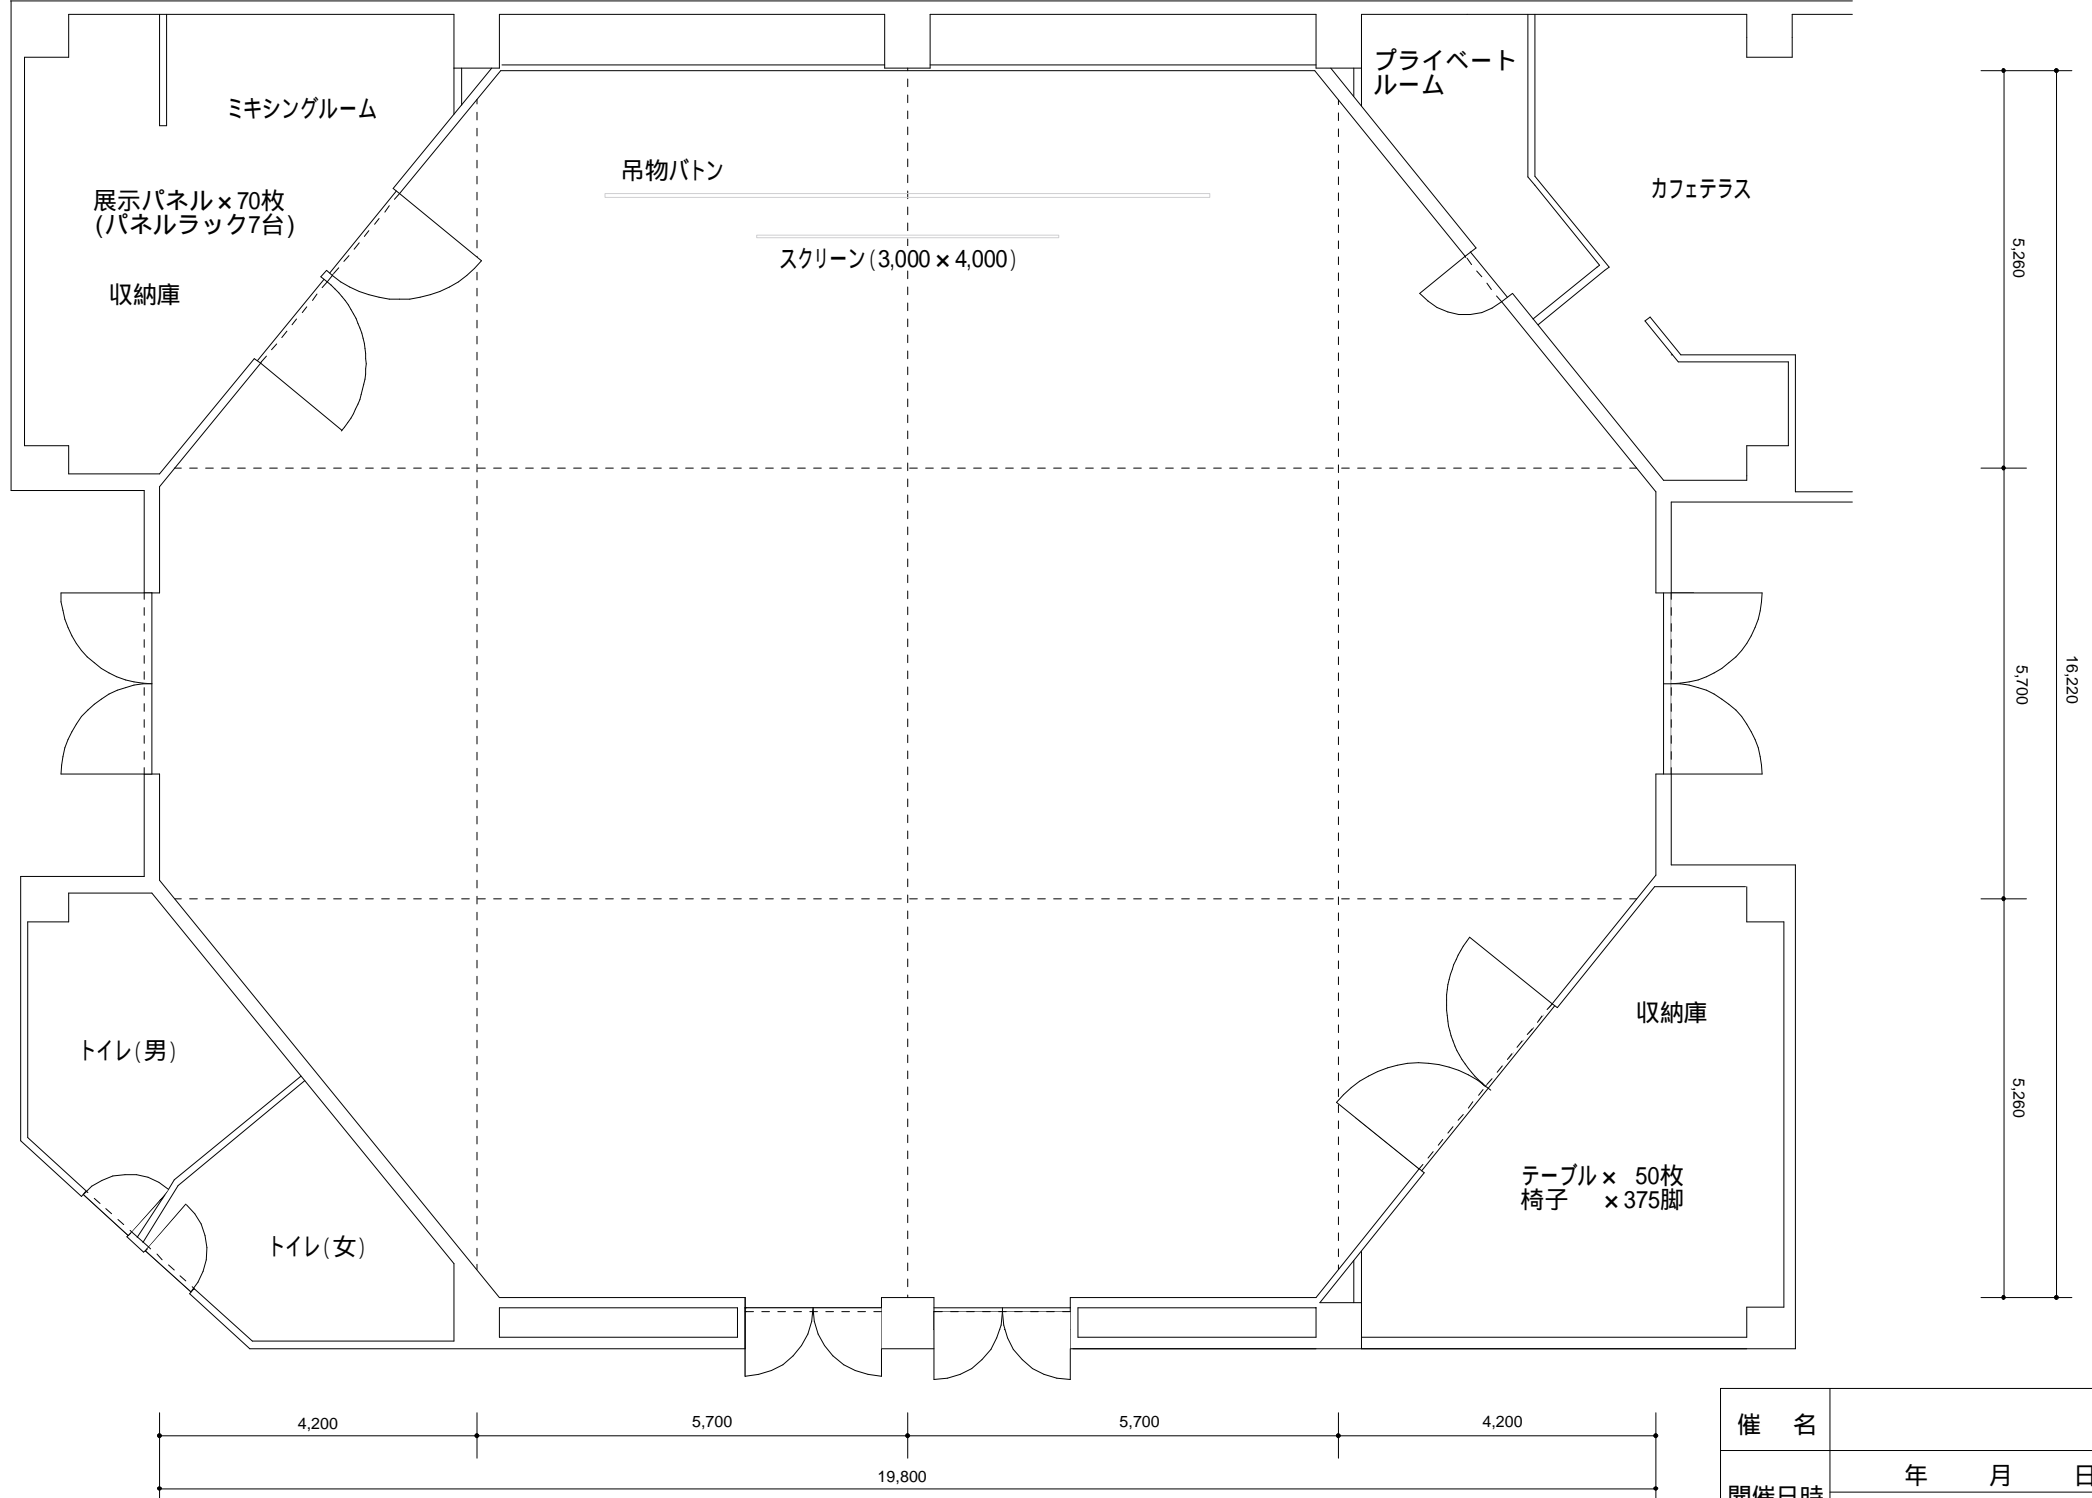 プライベート
ルーム
ミキシングルーム
吊物バトン
カフェテラス
展示パネル×70枚
(パネルラック7台)
スクリーン(3,000×4,000)
収納庫
5,260
5,700
16,220
収納庫
トイレ(男)
5,260
テーブル× 50枚
椅子 ×375脚
トイレ(女)
4,200
5,700
5,700
4,200
19,800
催 名
年 月 日
開催日時